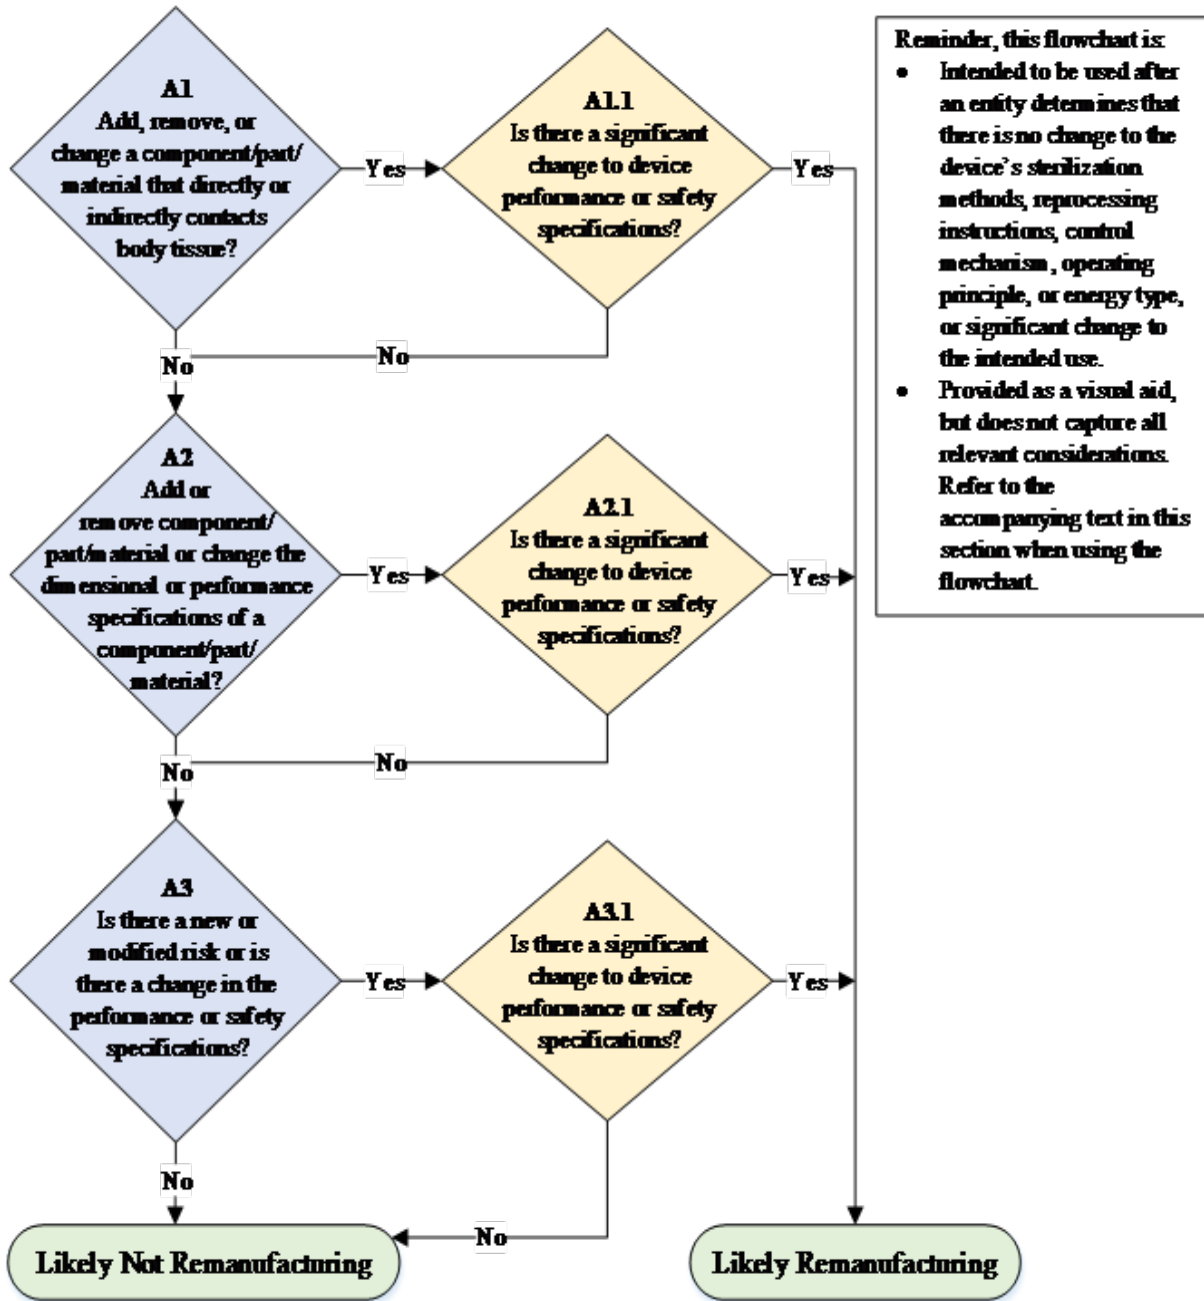 A1
Add, remove, or
change a component/part/
material that directly or
indirectly contacts
body tissue?
Yes
A1.1
Is there a significant
change to device
performance or safety
specifications?
Yes
No
No
A2
Add or
remove component/
part/material or change the
dimensional or performance
specifications of a
component/part/
material?
Yes
A2.1
Is there a significant
change to device
performance or safety
specifications?
Yes
No
No
A3
Is there a new or
modified risk or is
there a change in the
performance or safety
specifications?
Yes
A3.1
Is there a significant
change to device
performance or safety
specifications?
Yes
No
No
Likely Not Remanufacturing
Likely Remanufacturing
Reminder, this flowchart is:
• Intended to be used after
an entity determines that
there is no change to the
device's sterilization
methods, reprocessing
instructions, control
mechanism, operating
principle, or energy type,
or significant change to
the intended use.
• Provided as a visual aid,
but does not capture all
relevant considerations.
Refer to the
accompanying text in this
section when using the
flowchart.